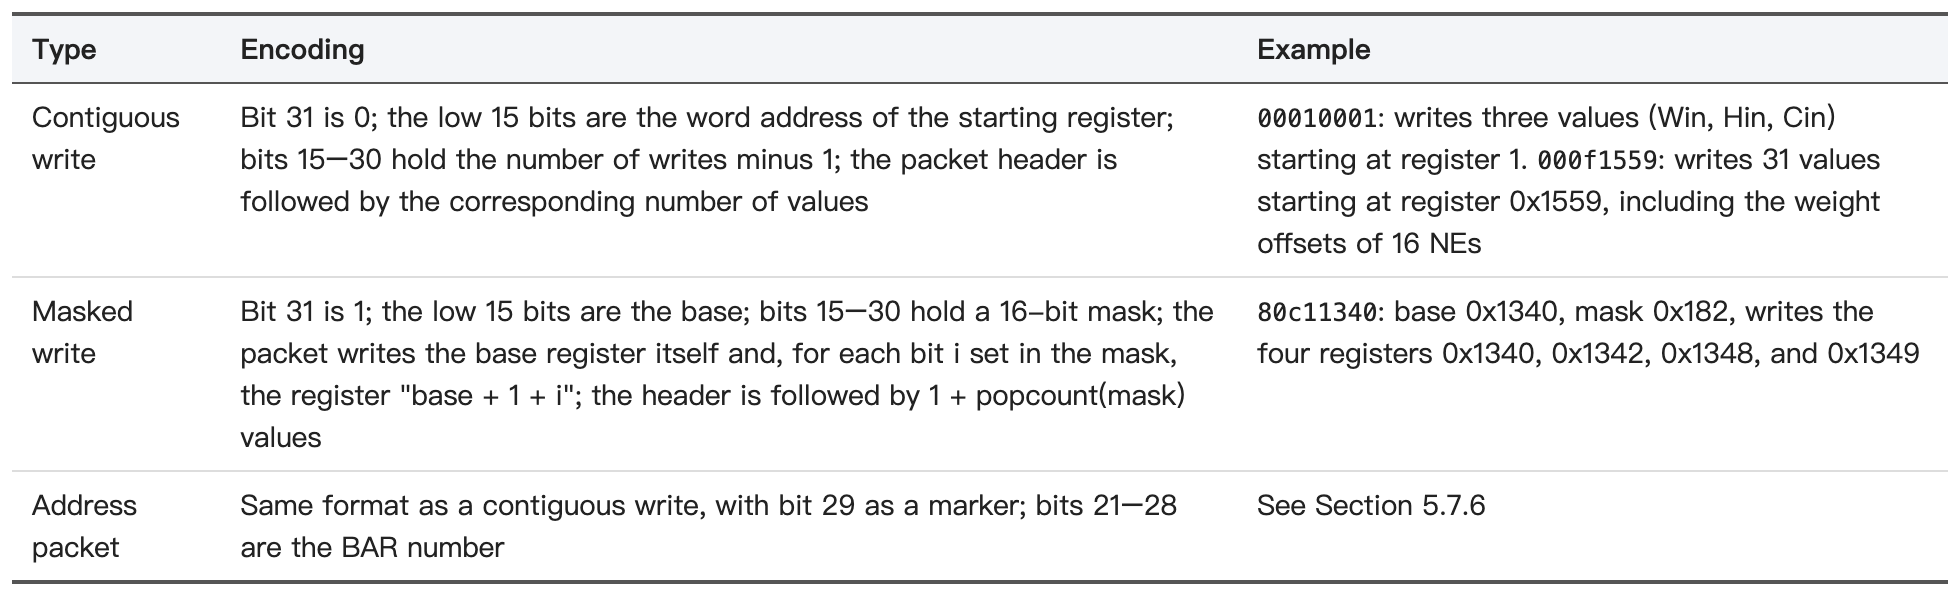 Type Encoding Example
Contiguous write
Bit 31 is 0; the low 15 bits are the word address of the starting register;
bits 15—30 hold the number of writes minus 1; the packet header is
followed by the corresponding number of values
00010001: writes three values (Win, Hin, Cin)
starting at register 1. 000f1559: writes 31 values
starting at register 0x1559, including the weight
offsets of 16 NEs
Masked
write
Bit 31 is 1; the low 15 bits are the base; bits 15—30 hold a 16-bit mask; the
packet writes the base register itself and, for each bit i set in the mask,
the register "base + 1 + i"; the header is followed by 1 + popcount(mask)
values
80c11340: base 0x1340, mask 0x182, writes the
four registers 0x1340, 0x1342, 0x1348, and 0x1349
Address
packet
Same format as a contiguous write, with bit 29 as a marker; bits 21—28
are the BAR number
See Section 5.7.6